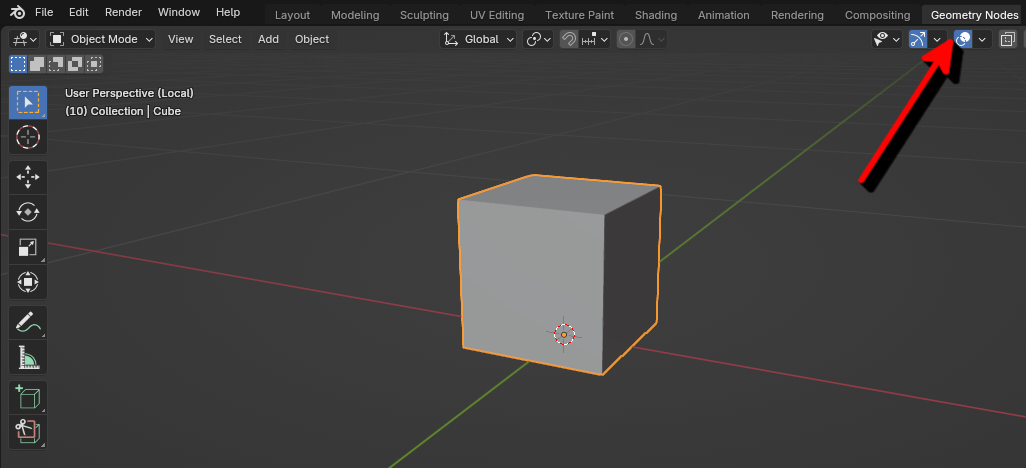 File Edit Render Window Help Layout Modeling Sculpting UV Editing Texture Paint Shading Animation Rendering Compositing Geometry Nodes
Object Mode View Select Add Object Global
User Perspective (Local)
(10) Collection | Cube